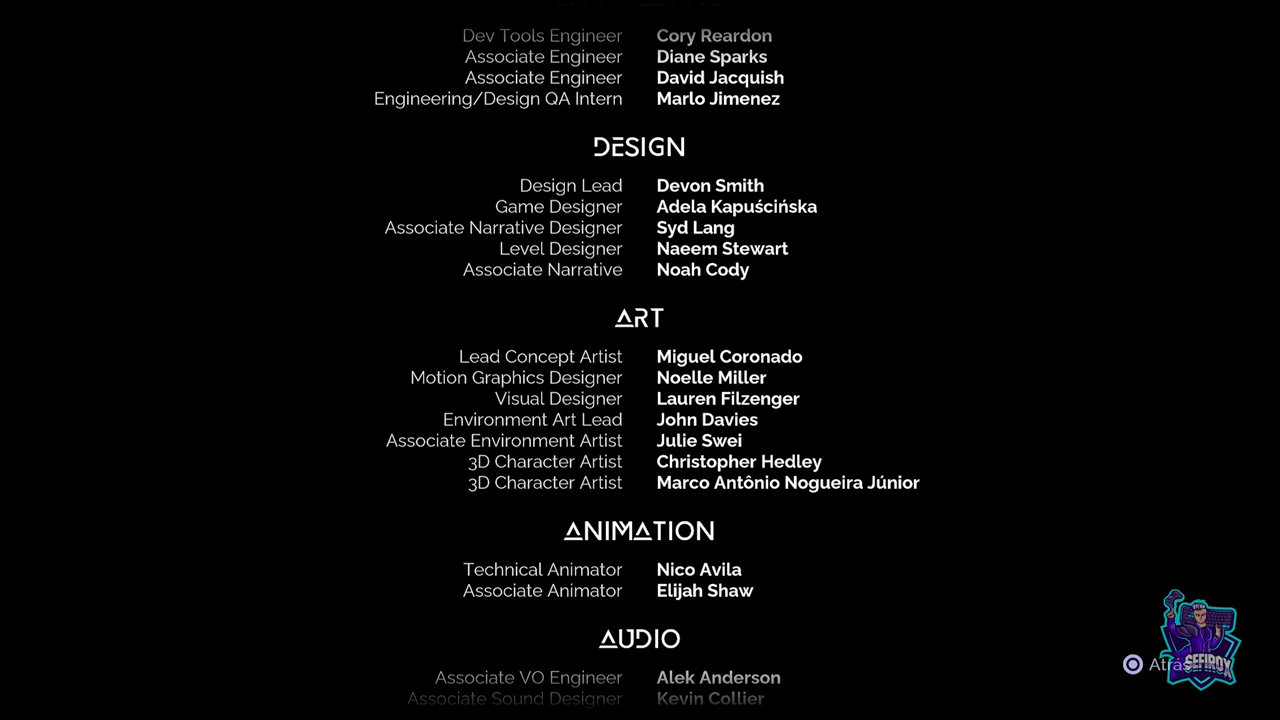 Dev Tools Engineer Cory Reardon
Associate Engineer Diane Sparks
Associate Engineer David Jacquish
Engineering/Design QA Intern Marlo Jimenez
DESIGN
Design Lead Devon Smith
Game Designer Adela Kapuścińska
Associate Narrative Designer Syd Lang
Level Designer Naeem Stewart
Associate Narrative Noah Cody
ART
Lead Concept Artist Miguel Coronado
Motion Graphics Designer Noelle Miller
Visual Designer Lauren Filzenger
Environment Art Lead John Davies
Associate Environment Artist Julie Swei
3D Character Artist Christopher Hedley
3D Character Artist Marco Antônio Nogueira Júnior
ANIMATION
Technical Animator Nico Avila
Associate Animator Elijah Shaw
AUDIO
Associate VO Engineer Alek Anderson
Associate Sound Designer Kevin Collier
Atrás
SEFIROX